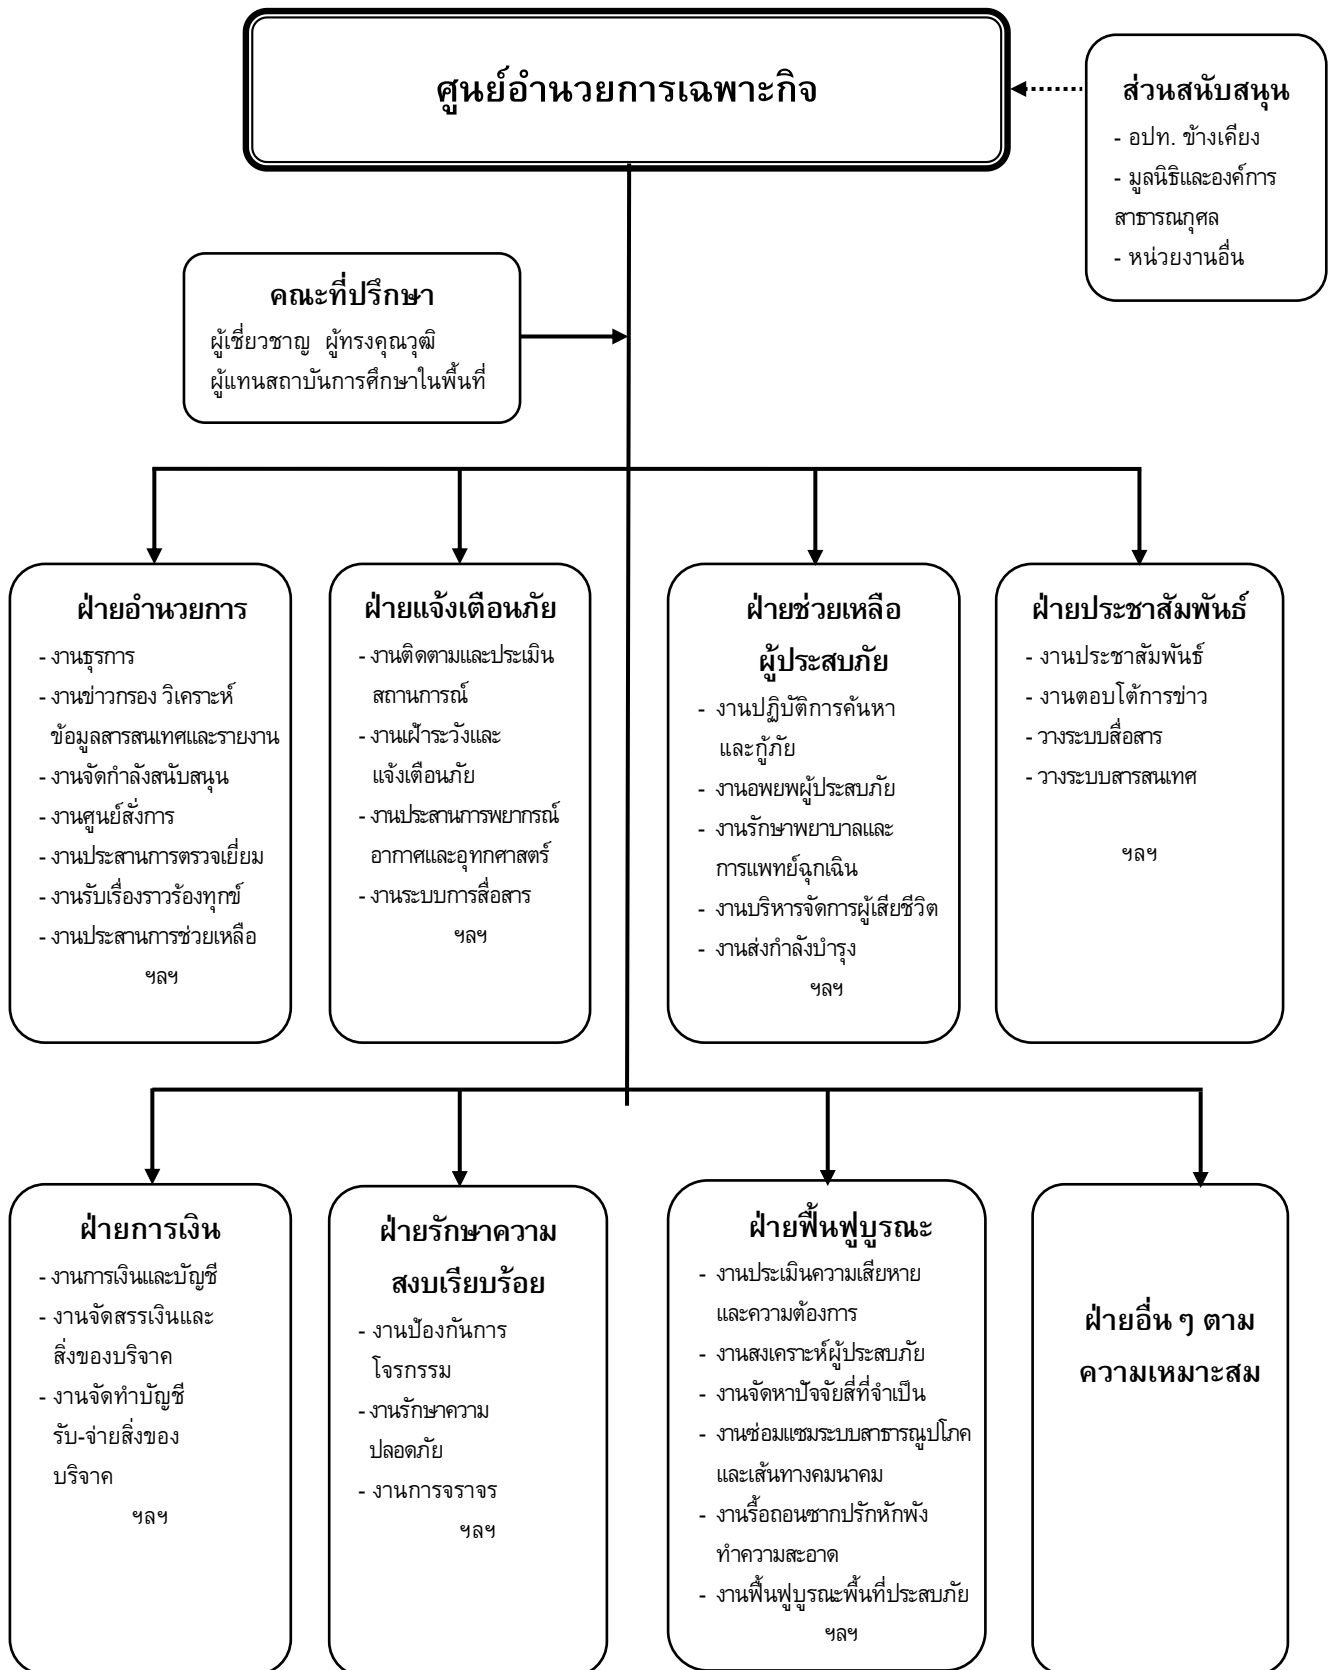 ศูนย์อำนวยการเฉพาะกิจ
ส่วนสนับสนุน
- อปท. ข้างเคียง
- มูลนิธิและองค์การ
สาธารณกุศล
- หน่วยงานอื่น
คณะที่ปรึกษา
ผู้เชี่ยวชาญ ผู้ทรงคุณวุฒิ
ผู้แทนสถาบันการศึกษาในพื้นที่
ฝ่ายอำนวยการ
- งานธุรการ
- งานข่าวกรอง วิเคราะห์
ข้อมูลสารสนเทศและรายงาน
- งานจัดกำลังสนับสนุน
- งานศูนย์สั่งการ
- งานประสานการตรวจเยี่ยม
- งานรับเรื่องราวร้องทุกข์
- งานประสานการช่วยเหลือ
ฯลฯ
ฝ่ายแจ้งเตือนภัย
- งานติดตามและประเมิน
สถานการณ์
- งานเฝ้าระวังและ
แจ้งเตือนภัย
- งานประสานการพยากรณ์
อากาศและอุทกศาสตร์
- งานระบบการสื่อสาร
ฯลฯ
ฝ่ายช่วยเหลือ
ผู้ประสบภัย
- งานปฏิบัติการค้นหา
และกู้ภัย
- งานอพยพผู้ประสบภัย
- งานรักษาพยาบาลและ
การแพทย์ฉุกเฉิน
- งานบริหารจัดการผู้เสียชีวิต
- งานส่งกำลังบำรุง
ฯลฯ
ฝ่ายประชาสัมพันธ์
- งานประชาสัมพันธ์
- งานตอบโต้การข่าว
- วางระบบสื่อสาร
- วางระบบสารสนเทศ
ฯลฯ
ฝ่ายการเงิน
- งานการเงินและบัญชี
- งานจัดสรรเงินและ
สิ่งของบริจาค
- งานจัดทำบัญชี
รับ-จ่ายสิ่งของ
บริจาค
ฯลฯ
ฝ่ายรักษาความ
สงบเรียบร้อย
- งานป้องกันการ
โจรกรรม
- งานรักษาความ
ปลอดภัย
- งานการจราจร
ฯลฯ
ฝ่ายฟื้นฟูบูรณะ
- งานประเมินความเสียหาย
และความต้องการ
- งานสงเคราะห์ผู้ประสบภัย
- งานจัดหาปัจจัยสี่ที่จำเป็น
- งานซ่อมแซมระบบสาธารณูปโภค
และเส้นทางคมนาคม
- งานรื้อถอนซากปรักหักพัง
ทำความสะอาด
- งานฟื้นฟูบูรณะพื้นที่ประสบภัย
ฯลฯ
ฝ่ายอื่น ๆ ตาม
ความเหมาะสม